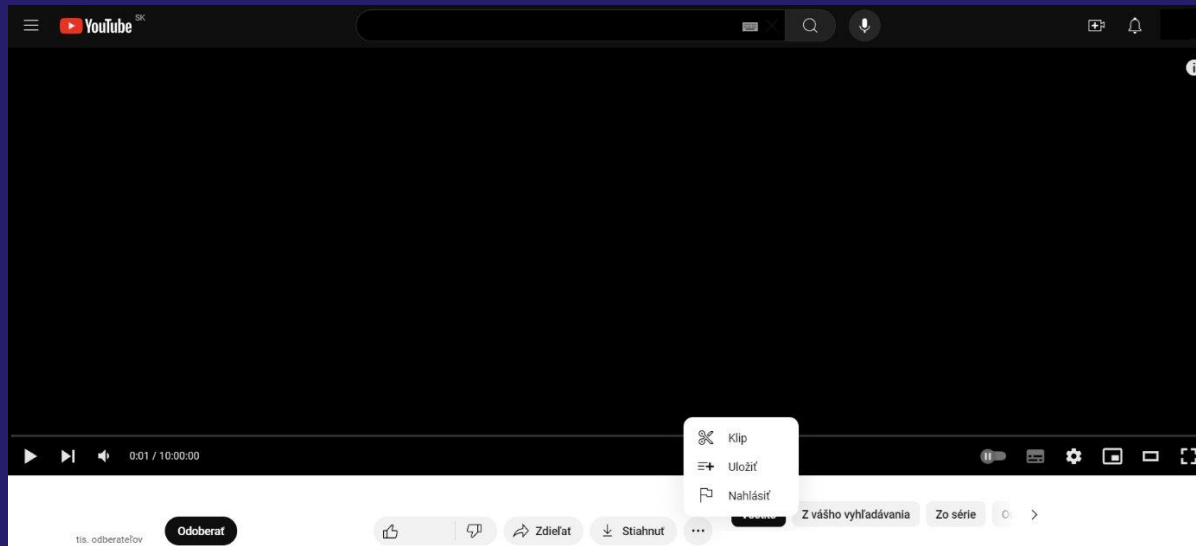 YouTube SK
0:01 / 10:00:00
Klip
Uložiť
Nahlásiť
tis. odberateľov
Odoberať
Zdieľať
Stiahnuť
Z vášho vyhľadávania
Zo série